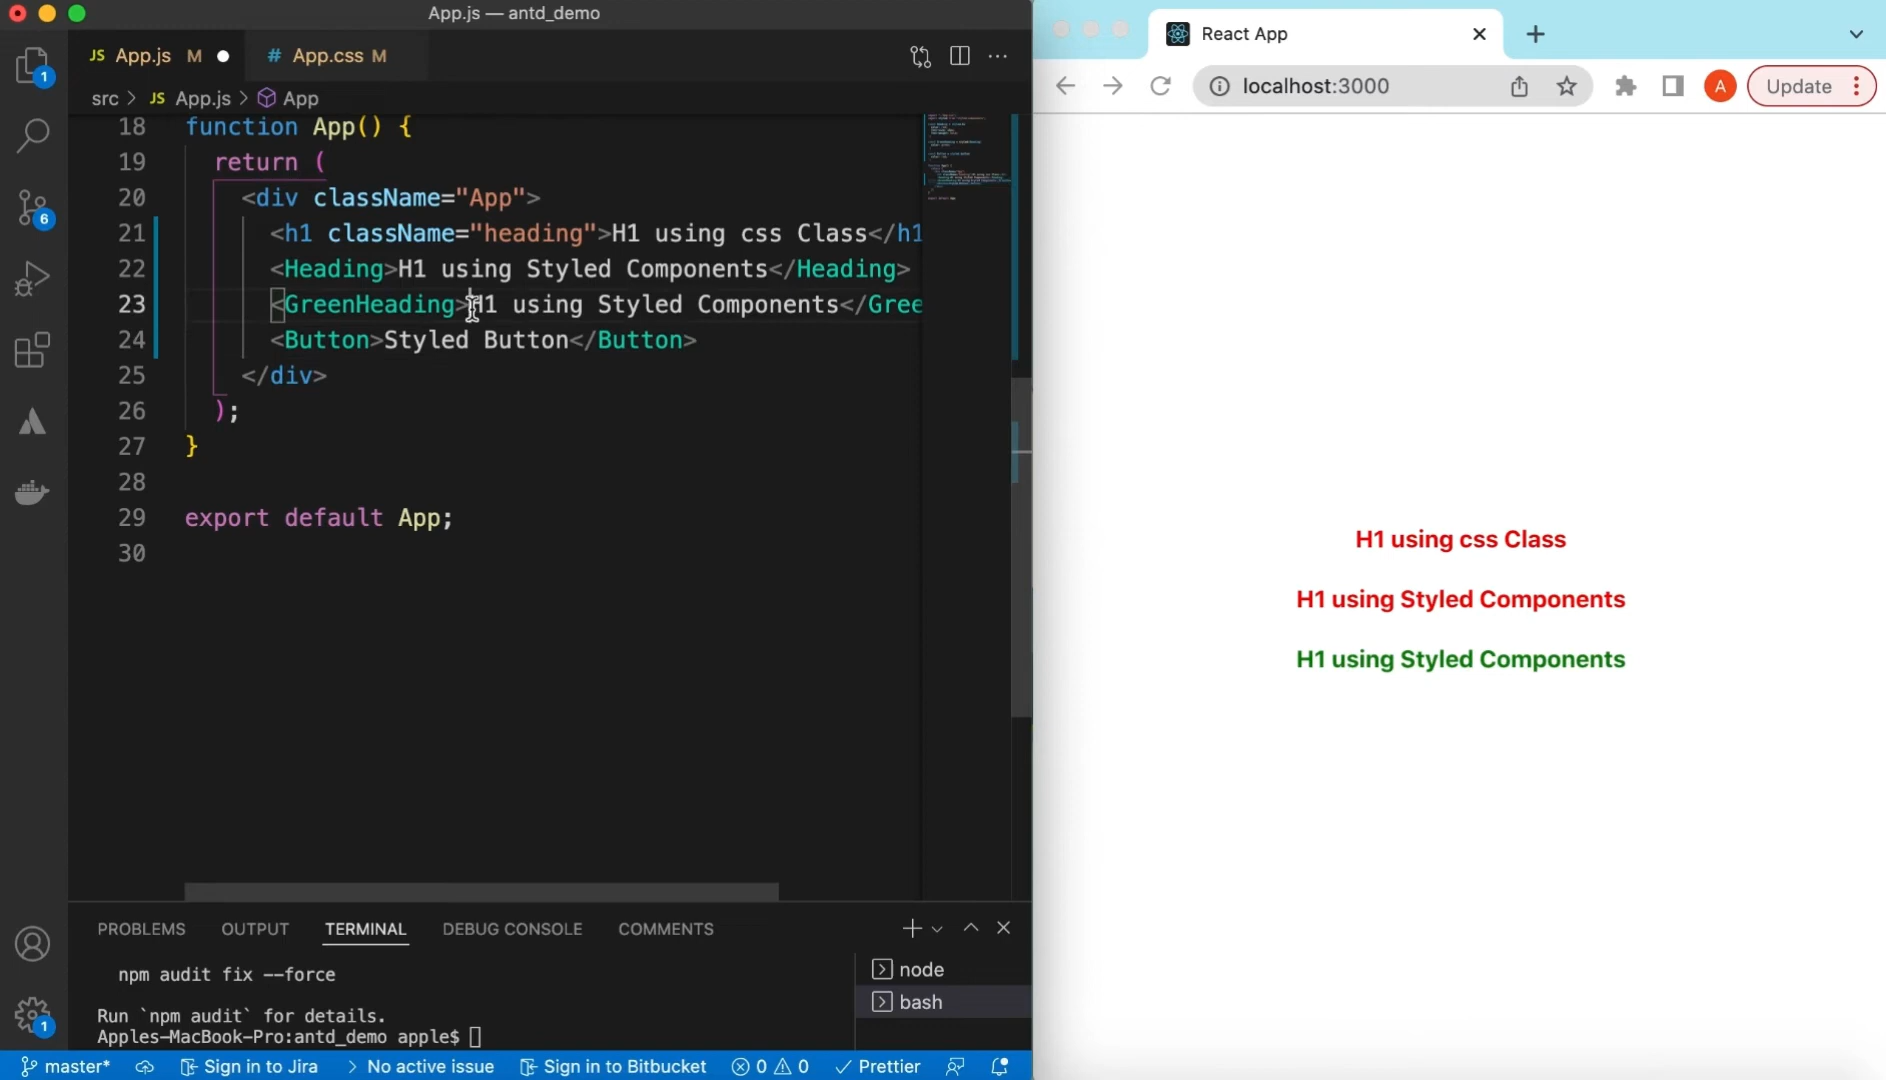 App.js — antd_demo
JS App.js M
# App.css M
src > JS App.js > App
18 function App() {
19 return (
20 <div className="App">
21 <h1 className="heading">H1 using css Class</h1
22 <Heading>H1 using Styled Components</Heading>
23 <GreenHeading>H1 using Styled Components</Gree
24 <Button>Styled Button</Button>
25 </div>
26 );
27 }
28
29 export default App;
30
PROBLEMS OUTPUT TERMINAL DEBUG CONSOLE COMMENTS
npm audit fix --force
Run `npm audit` for details.
Apples-MacBook-Pro:antd_demo apple$
node
bash
1
6
1
master* Sign in to Jira > No active issue Sign in to Bitbucket 0 0 Prettier
React App
localhost:3000
A
Update
H1 using css Class
H1 using Styled Components
H1 using Styled Components